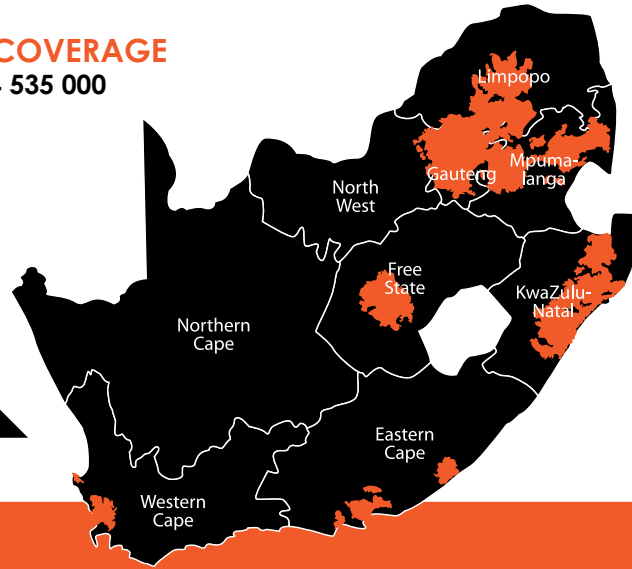 COVERAGE
535 000
Limpopo
Mpuma-
langa
Gauteng
North
West
Free
State
KwaZulu-
Natal
Northern
Cape
Eastern
Cape
Western
Cape